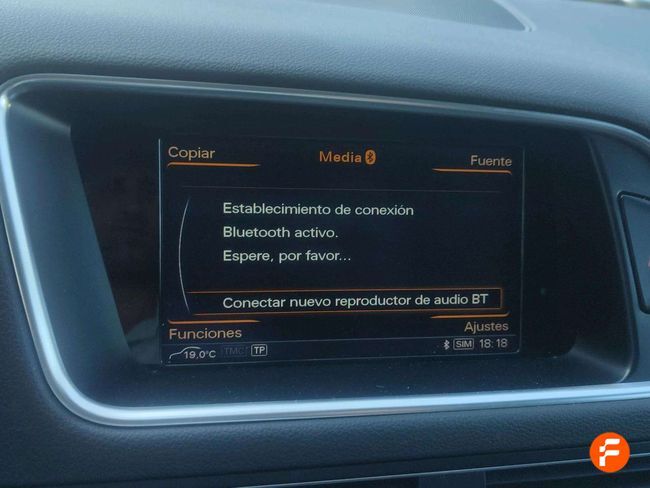 Copiar
Media
Fuente
Establecimiento de conexión
Bluetooth activo.
Espere, por favor...
Conectar nuevo reproductor de audio BT
Funciones
Ajustes
19,0°C TMC TP
SIM 18:18